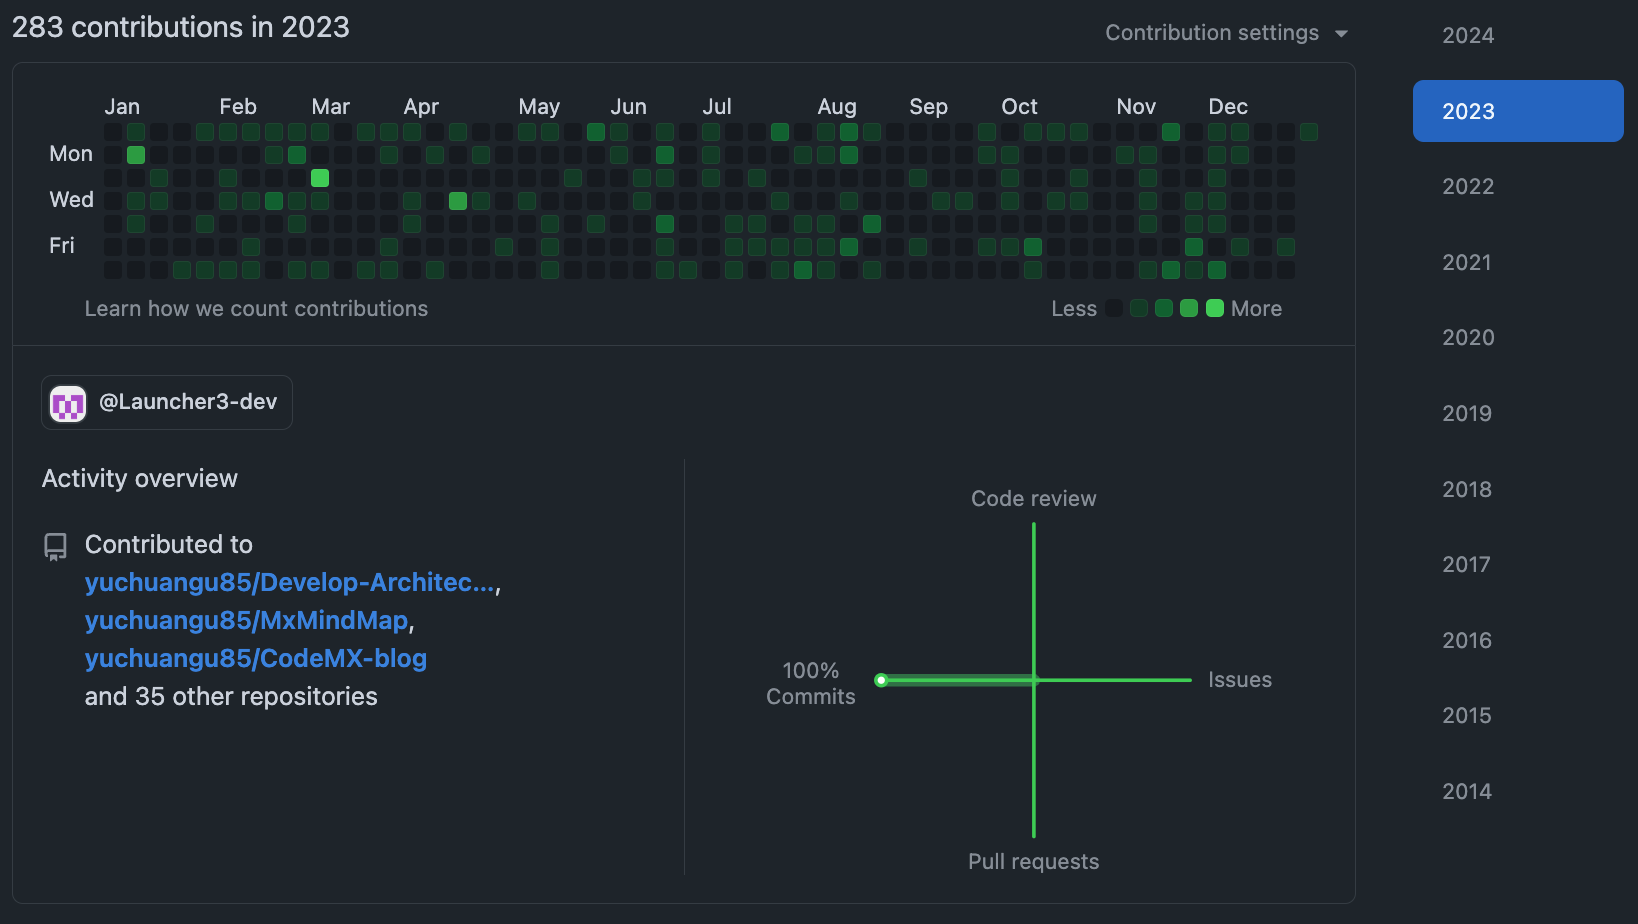 283 contributions in 2023
Contribution settings
Jan Feb Mar Apr May Jun Jul Aug Sep Oct Nov Dec
Mon
Wed
Fri
Learn how we count contributions
Less More
@Launcher3-dev
Activity overview
Contributed to
yuchuangu85/Develop-Architec...,
yuchuangu85/MxMindMap,
yuchuangu85/CodeMX-blog
and 35 other repositories
Code review
100%
Commits
Issues
Pull requests
2024
2023
2022
2021
2020
2019
2018
2017
2016
2015
2014